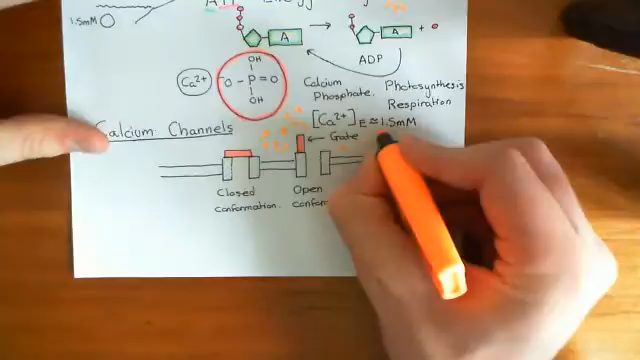 1.5mM
A
A
+
ADP
Ca²⁺
OH
⁻O – P = O
OH
Calcium
Phosphate.
Photosynthesis
Respiration
[Ca²⁺]E ≈ 1.5mM
Calcium Channels
← Gate
Closed
conformation.
Open